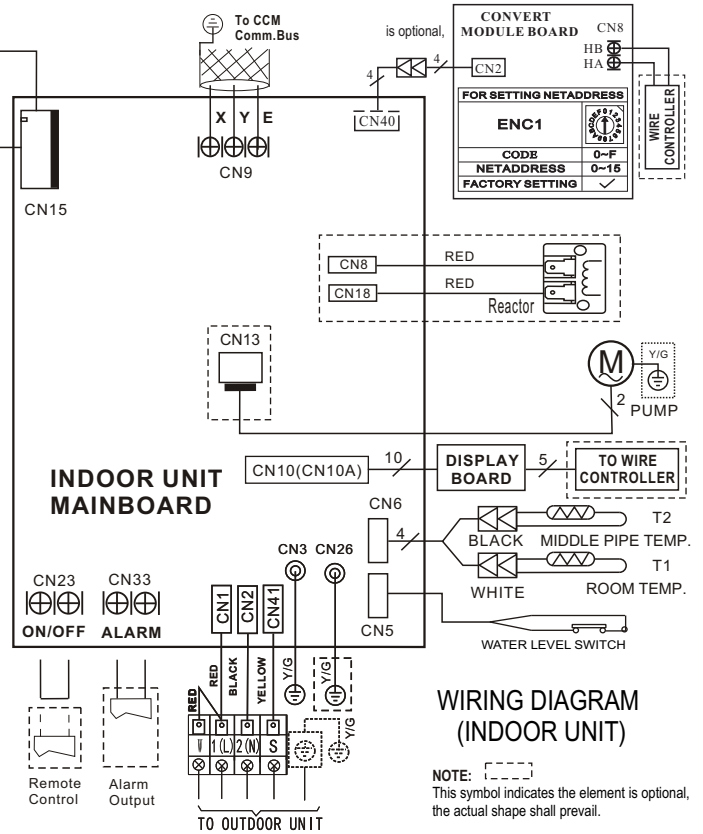 To CCM
Comm.Bus
is optional,
CONVERT
MODULE BOARD
CN8
HB
HA
4
4
CN2
CN40
FOR SETTING NETADDRESS
ENC1
CODE
0~F
NETADDRESS
0~15
FACTORY SETTING
WIRE
CONTROLLER
X Y E
CN9
CN15
CN8
RED
CN18
RED
Reactor
CN13
M
Y/G
2
PUMP
INDOOR UNIT
MAINBOARD
CN10(CN10A)
10
DISPLAY
BOARD
5
TO WIRE
CONTROLLER
CN6
4
BLACK
T2
MIDDLE PIPE TEMP.
WHITE
T1
ROOM TEMP.
CN5
WATER LEVEL SWITCH
CN23
ON/OFF
CN33
ALARM
CN1
CN2
CN41
CN3
CN26
RED
RED
BLACK
YELLOW
Y/G
Y/G
Y/G
1(L)
2(N)
S
TO OUTDOOR UNIT
Remote
Control
Alarm
Output
WIRING DIAGRAM
(INDOOR UNIT)
NOTE:
This symbol indicates the element is optional,
the actual shape shall prevail.